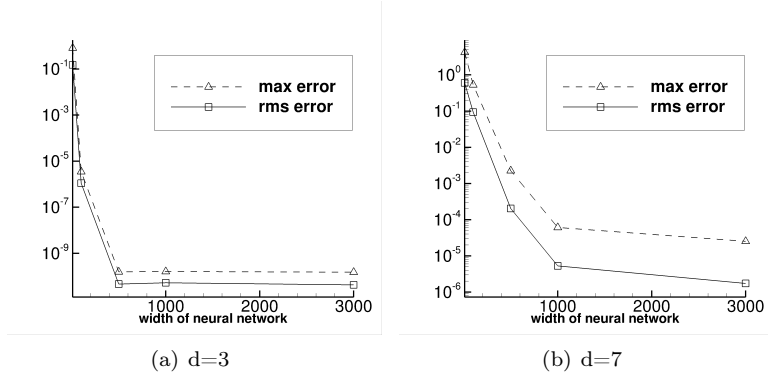 10^-1
10^-3
10^-5
10^-7
10^-9
max error
rms error
1000 2000 3000
width of neural network
(a) d=3
10^0
10^-1
10^-2
10^-3
10^-4
10^-5
10^-6
max error
rms error
1000 2000 3000
width of neural network
(b) d=7